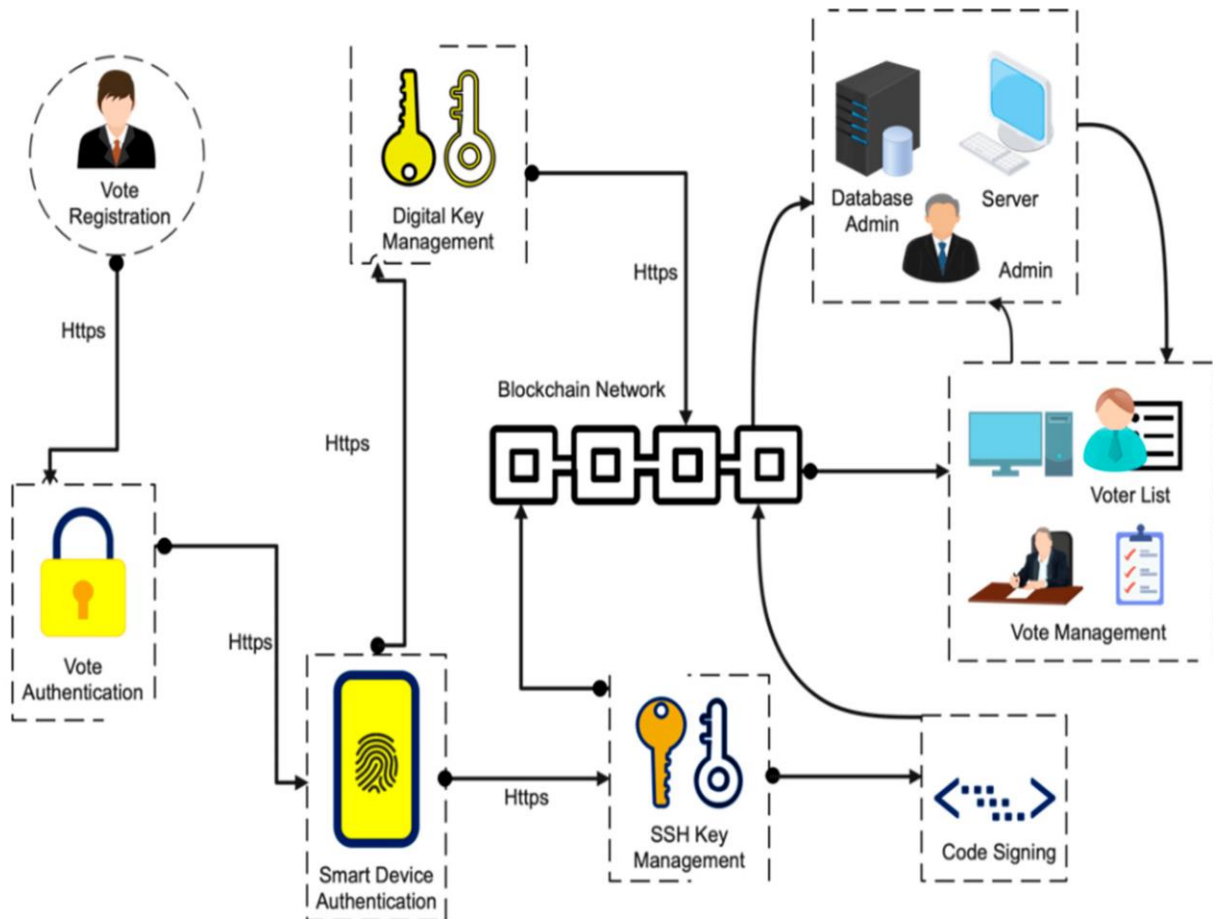 Vote
Registration
Https
Digital Key
Management
Https
Database
Admin
Server
Admin
Blockchain Network
Https
Voter List
Vote Management
Vote
Authentication
Https
Smart Device
Authentication
Https
SSH Key
Management
Code Signing